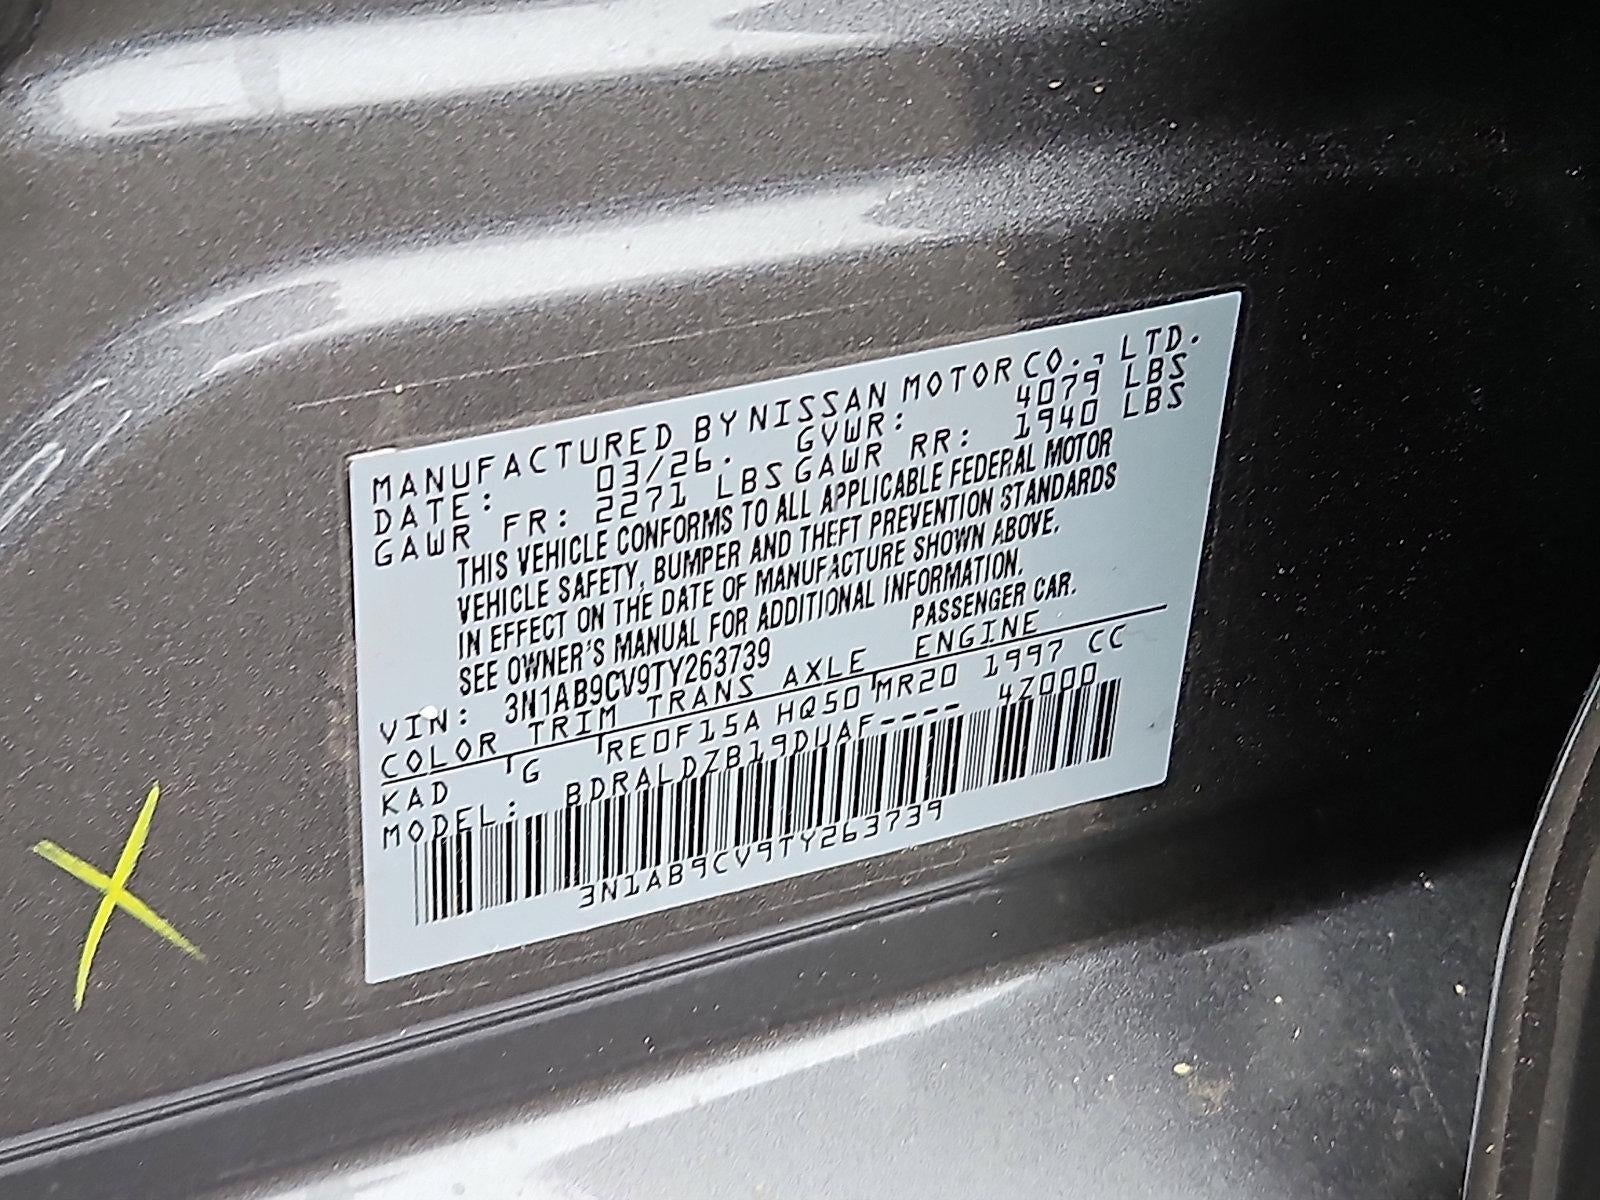 MANUFACTURED BY NISSAN MOTOR CO., LTD.
DATE: 03/26. GVWR: 4079 LBS
GAWR FR: 2271 LBS GAWR RR: 1940 LBS
THIS VEHICLE CONFORMS TO ALL APPLICABLE FEDERAL MOTOR
VEHICLE SAFETY, BUMPER AND THEFT PREVENTION STANDARDS
IN EFFECT ON THE DATE OF MANUFACTURE SHOWN ABOVE.
SEE OWNER'S MANUAL FOR ADDITIONAL INFORMATION.
VIN: 3N1AB9CV9TY263739 PASSENGER CAR.
COLOR TRIM TRANS AXLE ENGINE
KAD G RE0F15A HQ50 MR20 1997 CC
MODEL: BDRALDZB19DUAF---- 4Z000
3N1AB9CV9TY263739